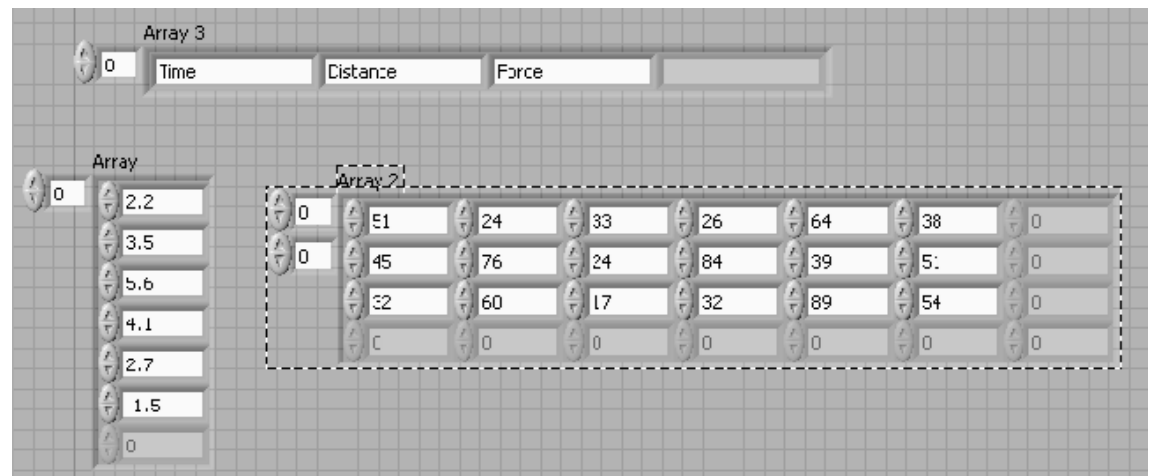 Array 3
0 Time Distance Force
Array
0
2.2
3.5
5.6
4.1
2.7
1.5
0
Array 2
0 51 24 33 26 64 38 0
0 45 76 24 84 39 51 0
32 60 17 32 89 54 0
0 0 0 0 0 0 0